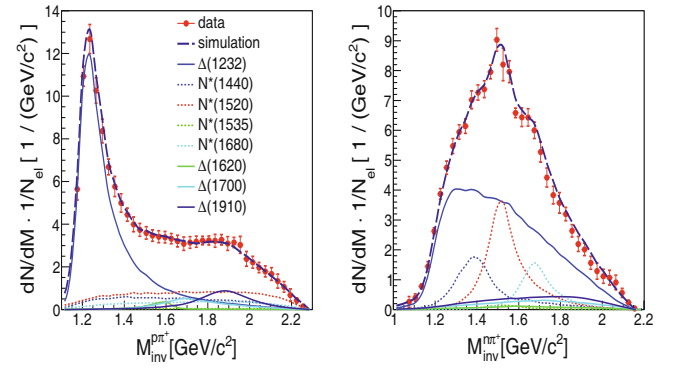 dN/dM · 1/N_el [ 1 / (GeV/c²) ]
14
12
10
8
6
4
2
0
data
simulation
Δ(1232)
N*(1440)
N*(1520)
N*(1535)
N*(1680)
Δ(1620)
Δ(1700)
Δ(1910)
1.2 1.4 1.6 1.8 2 2.2
M_inv^pπ⁺ [GeV/c²]
dN/dM · 1/N_el [ 1 / (GeV/c²) ]
10
9
8
7
6
5
4
3
2
1
0
1 1.2 1.4 1.6 1.8 2 2.2
M_inv^nπ⁺ [GeV/c²]